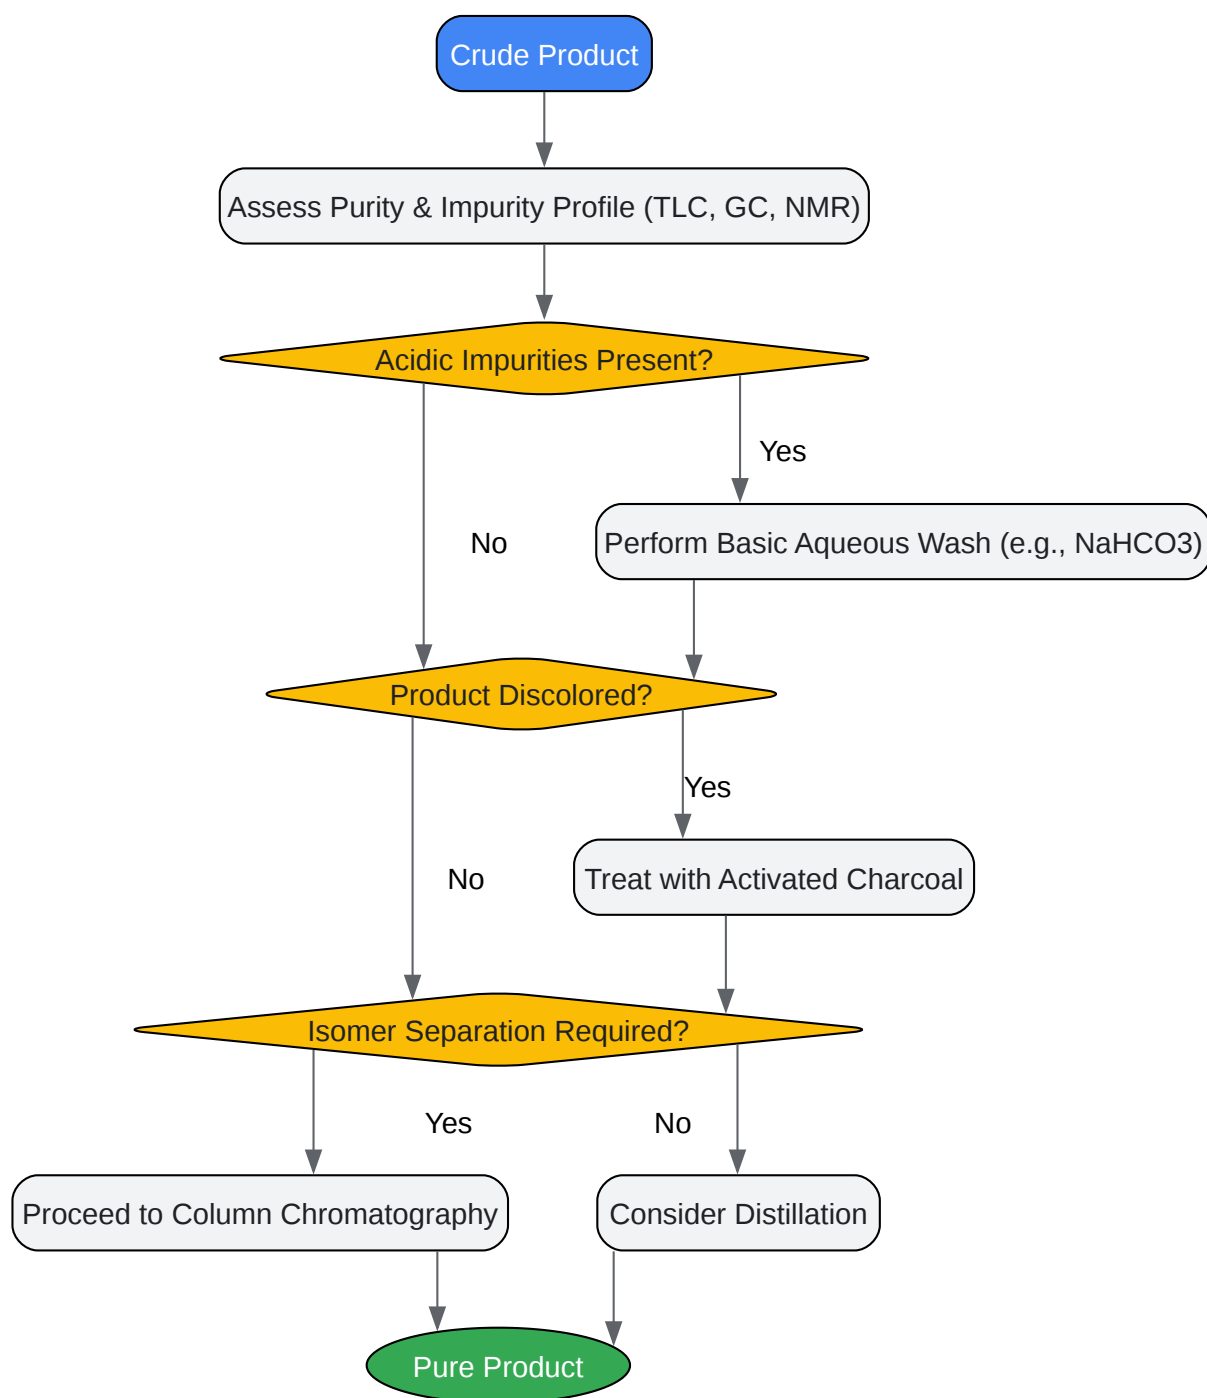 Crude Product
Assess Purity & Impurity Profile (TLC, GC, NMR)
Acidic Impurities Present?
Yes
No
Perform Basic Aqueous Wash (e.g., NaHCO3)
Product Discolored?
Yes
No
Treat with Activated Charcoal
Isomer Separation Required?
Yes
No
Proceed to Column Chromatography
Consider Distillation
Pure Product